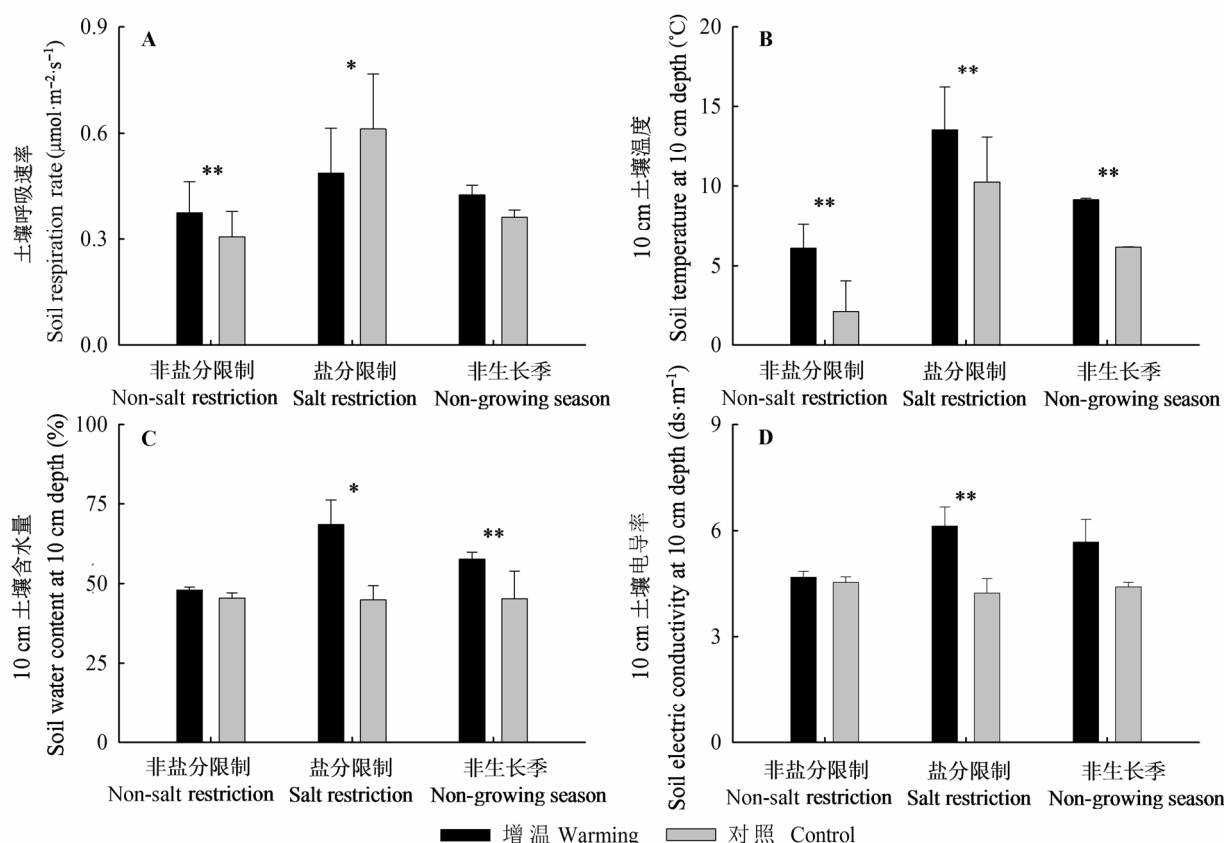 A
土壤呼吸速率
Soil respiration rate (μmol·m⁻²·s⁻¹)
0.9
0.6
0.3
0.0
**
*
非盐分限制
Non-salt restriction
盐分限制
Salt restriction
非生长季
Non-growing season
B
10 cm 土壤温度
Soil temperature at 10 cm depth (°C)
20
15
10
5
0
**
**
**
非盐分限制
Non-salt restriction
盐分限制
Salt restriction
非生长季
Non-growing season
C
10 cm 土壤含水量
Soil water content at 10 cm depth (%)
100
75
50
25
0
*
**
非盐分限制
Non-salt restriction
盐分限制
Salt restriction
非生长季
Non-growing season
D
10 cm 土壤电导率
Soil electric conductivity at 10 cm depth (ds·m⁻¹)
9
6
3
0
**
非盐分限制
Non-salt restriction
盐分限制
Salt restriction
非生长季
Non-growing season
增温 Warming
对照 Control